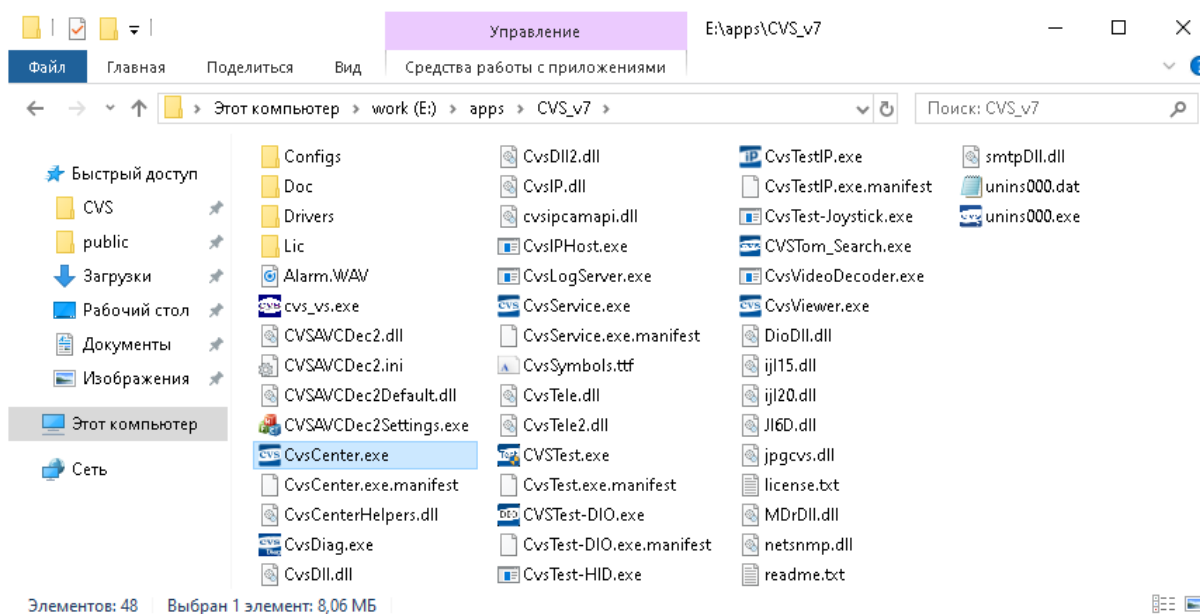 Управление
E:\apps\CVS_v7
Файл
Главная
Поделиться
Вид
Средства работы с приложениями
Этот компьютер > work (E:) > apps > CVS_v7 >
Поиск: CVS_v7
Быстрый доступ
CVS
public
Загрузки
Рабочий стол
Документы
Изображения
Этот компьютер
Сеть
Configs
Doc
Drivers
Lic
Alarm.WAV
cvs_vs.exe
CVSAVCDec2.dll
CVSAVCDec2.ini
CVSAVCDec2Default.dll
CVSAVCDec2Settings.exe
CvsCenter.exe
CvsCenter.exe.manifest
CvsCenterHelpers.dll
CvsDiag.exe
CvsDll.dll
CvsDll2.dll
CvsIP.dll
cvsipcamapi.dll
CvsIPHost.exe
CvsLogServer.exe
CvsService.exe
CvsService.exe.manifest
CvsSymbols.ttf
CvsTele.dll
CvsTele2.dll
CVSTest.exe
CvsTest.exe.manifest
CVSTest-DIO.exe
CvsTest-DIO.exe.manifest
CvsTest-HID.exe
CvsTestIP.exe
CvsTestIP.exe.manifest
CvsTest-Joystick.exe
CVSTom_Search.exe
CvsVideoDecoder.exe
CvsViewer.exe
DioDll.dll
ijl15.dll
ijl20.dll
JI6D.dll
jpgcvs.dll
license.txt
MDrDll.dll
netsnmp.dll
readme.txt
smtpDll.dll
unins000.dat
unins000.exe
Элементов: 48
Выбран 1 элемент: 8,06 МБ